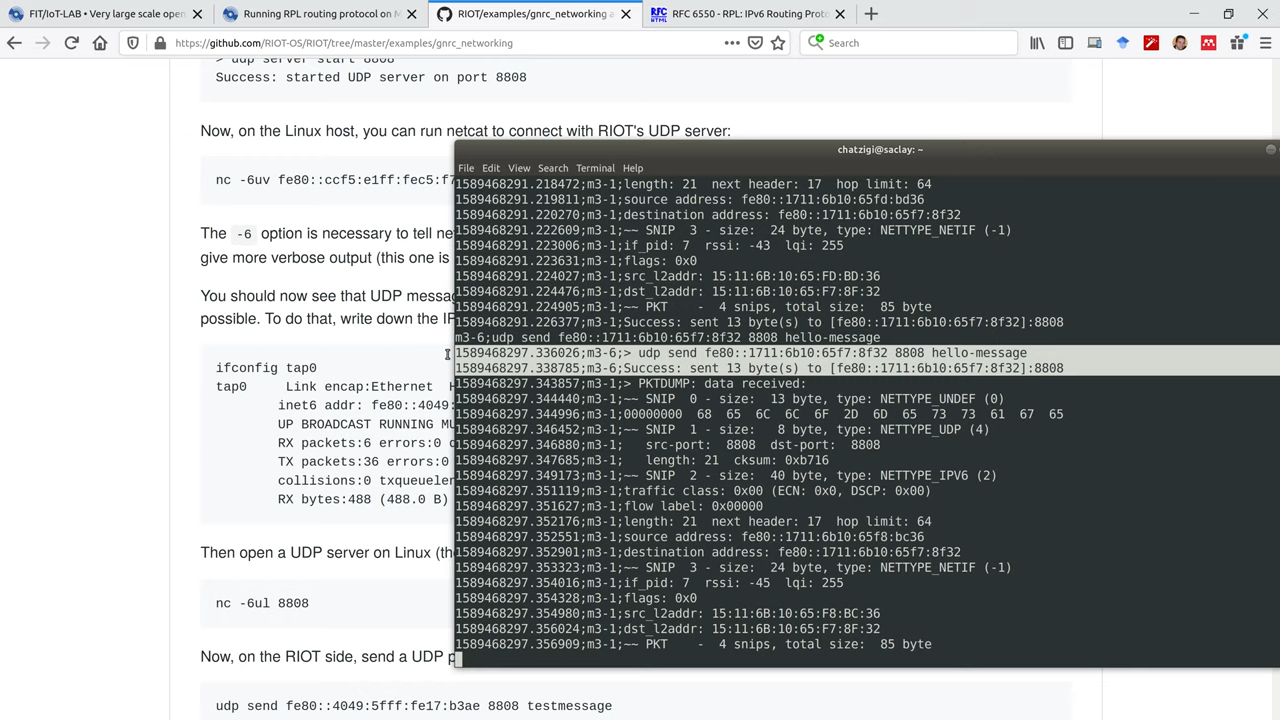 FIT/IoT-LAB • Very large scale open
Running RPL routing protocol on M
RIOT/examples/gnrc_networking a
RFC 6550 - RPL: IPv6 Routing Proto
https://github.com/RIOT-OS/RIOT/tree/master/examples/gnrc_networking
Search
> udp server start 8808
Success: started UDP server on port 8808
Now, on the Linux host, you can run netcat to connect with RIOT's UDP server:
nc -6uv fe80::ccf5:e1ff:fec5:f7
The -6 option is necessary to tell ne
give more verbose output (this one is
You should now see that UDP messag
possible. To do that, write down the IP
ifconfig tap0
tap0 Link encap:Ethernet H
inet6 addr: fe80::4049:
UP BROADCAST RUNNING MU
RX packets:6 errors:0 d
TX packets:36 errors:0
collisions:0 txqueuelen
RX bytes:488 (488.0 B)
Then open a UDP server on Linux (the
nc -6ul 8808
Now, on the RIOT side, send a UDP p
udp send fe80::4049:5fff:fe17:b3ae 8808 testmessage
chatzigi@saclay: ~
File Edit View Search Terminal Help
1589468291.218472;m3-1;length: 21 next header: 17 hop limit: 64
1589468291.219811;m3-1;source address: fe80::1711:6b10:65fd:bd36
1589468291.220270;m3-1;destination address: fe80::1711:6b10:65f7:8f32
1589468291.222609;m3-1;~~ SNIP 3 - size: 24 byte, type: NETTYPE_NETIF (-1)
1589468291.223006;m3-1;if_pid: 7 rssi: -43 lqi: 255
1589468291.223631;m3-1;flags: 0x0
1589468291.224027;m3-1;src_l2addr: 15:11:6B:10:65:FD:BD:36
1589468291.224476;m3-1;dst_l2addr: 15:11:6B:10:65:F7:8F:32
1589468291.224905;m3-1;~~ PKT - 4 snips, total size: 85 byte
1589468291.226377;m3-1;Success: sent 13 byte(s) to [fe80::1711:6b10:65f7:8f32]:8808
m3-6;udp send fe80::1711:6b10:65f7:8f32 8808 hello-message
1589468297.336026;m3-6;> udp send fe80::1711:6b10:65f7:8f32 8808 hello-message
1589468297.338785;m3-6;Success: sent 13 byte(s) to [fe80::1711:6b10:65f7:8f32]:8808
1589468297.343857;m3-1;> PKTDUMP: data received:
1589468297.344440;m3-1;~~ SNIP 0 - size: 13 byte, type: NETTYPE_UNDEF (0)
1589468297.344996;m3-1;00000000 68 65 6C 6C 6F 2D 6D 65 73 73 61 67 65
1589468297.346452;m3-1;~~ SNIP 1 - size: 8 byte, type: NETTYPE_UDP (4)
1589468297.346880;m3-1; src-port: 8808 dst-port: 8808
1589468297.347685;m3-1; length: 21 cksum: 0xb716
1589468297.349173;m3-1;~~ SNIP 2 - size: 40 byte, type: NETTYPE_IPV6 (2)
1589468297.351119;m3-1;traffic class: 0x00 (ECN: 0x0, DSCP: 0x00)
1589468297.351627;m3-1;flow label: 0x00000
1589468297.352176;m3-1;length: 21 next header: 17 hop limit: 64
1589468297.352551;m3-1;source address: fe80::1711:6b10:65f8:bc36
1589468297.352901;m3-1;destination address: fe80::1711:6b10:65f7:8f32
1589468297.353323;m3-1;~~ SNIP 3 - size: 24 byte, type: NETTYPE_NETIF (-1)
1589468297.354016;m3-1;if_pid: 7 rssi: -45 lqi: 255
1589468297.354328;m3-1;flags: 0x0
1589468297.354980;m3-1;src_l2addr: 15:11:6B:10:65:F8:BC:36
1589468297.356024;m3-1;dst_l2addr: 15:11:6B:10:65:F7:8F:32
1589468297.356909;m3-1;~~ PKT - 4 snips, total size: 85 byte